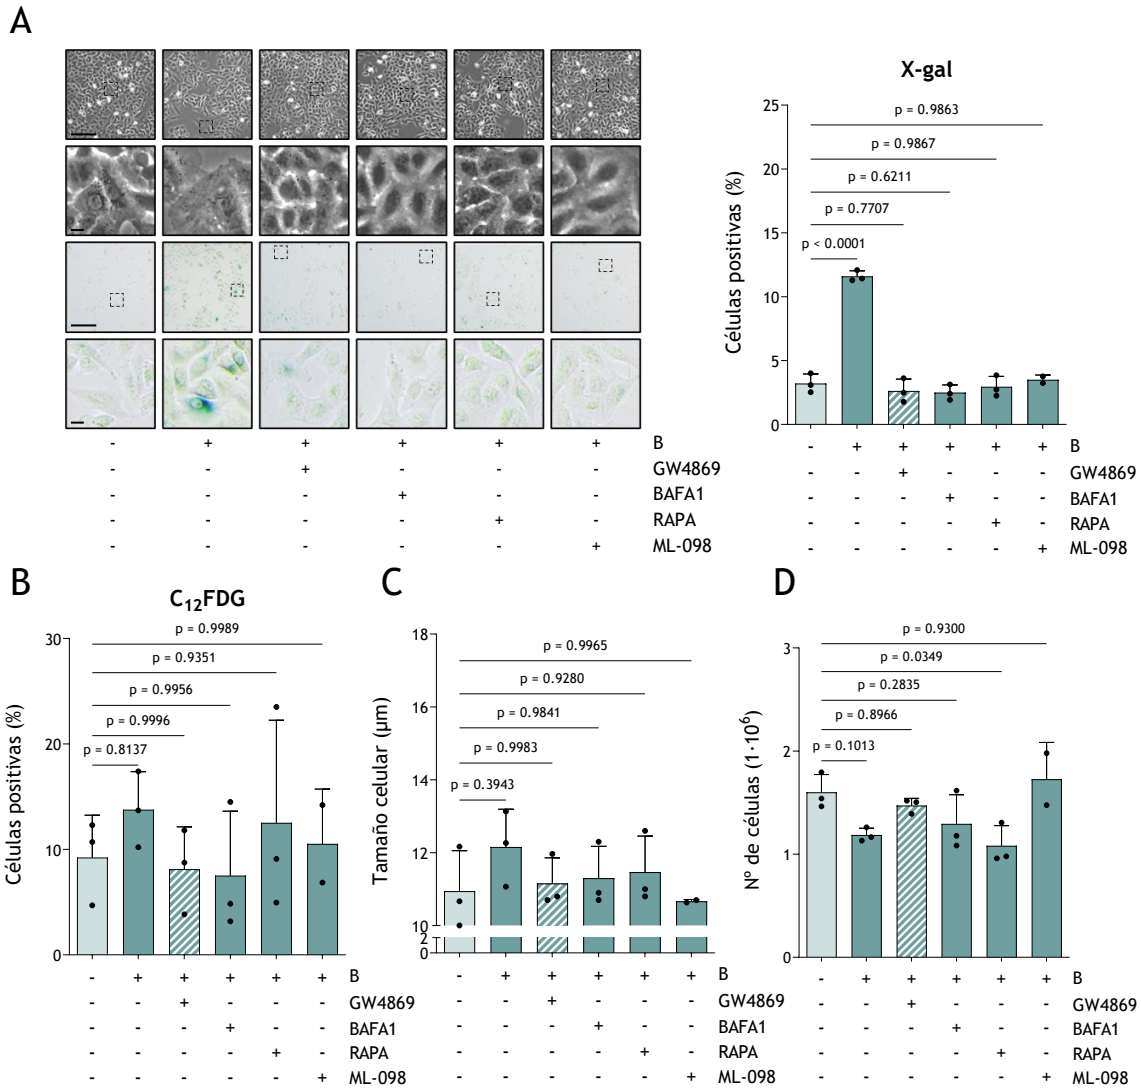 A
- + + + + + B
- - + - - - GW4869
- - - + - - BAFA1
- - - - + - RAPA
- - - - - + ML-098
X-gal
Células positivas (%)
25
20
15
10
5
0
p = 0.9863
p = 0.9867
p = 0.6211
p = 0.7707
p < 0.0001
- + + + + + B
- - + - - - GW4869
- - - + - - BAFA1
- - - - + - RAPA
- - - - - + ML-098
B
C₁₂FDG
Células positivas (%)
30
20
10
0
p = 0.9989
p = 0.9351
p = 0.9956
p = 0.9996
p = 0.8137
- + + + + + B
- - + - - - GW4869
- - - + - - BAFA1
- - - - + - RAPA
- - - - - + ML-098
C
Tamaño celular (µm)
18
16
14
12
10
2
0
p = 0.9965
p = 0.9280
p = 0.9841
p = 0.9983
p = 0.3943
- + + + + + B
- - + - - - GW4869
- - - + - - BAFA1
- - - - + - RAPA
- - - - - + ML-098
D
Nº de células (1·10⁶)
3
2
1
0
p = 0.9300
p = 0.0349
p = 0.2835
p = 0.8966
p = 0.1013
- + + + + + B
- - + - - - GW4869
- - - + - - BAFA1
- - - - + - RAPA
- - - - - + ML-098